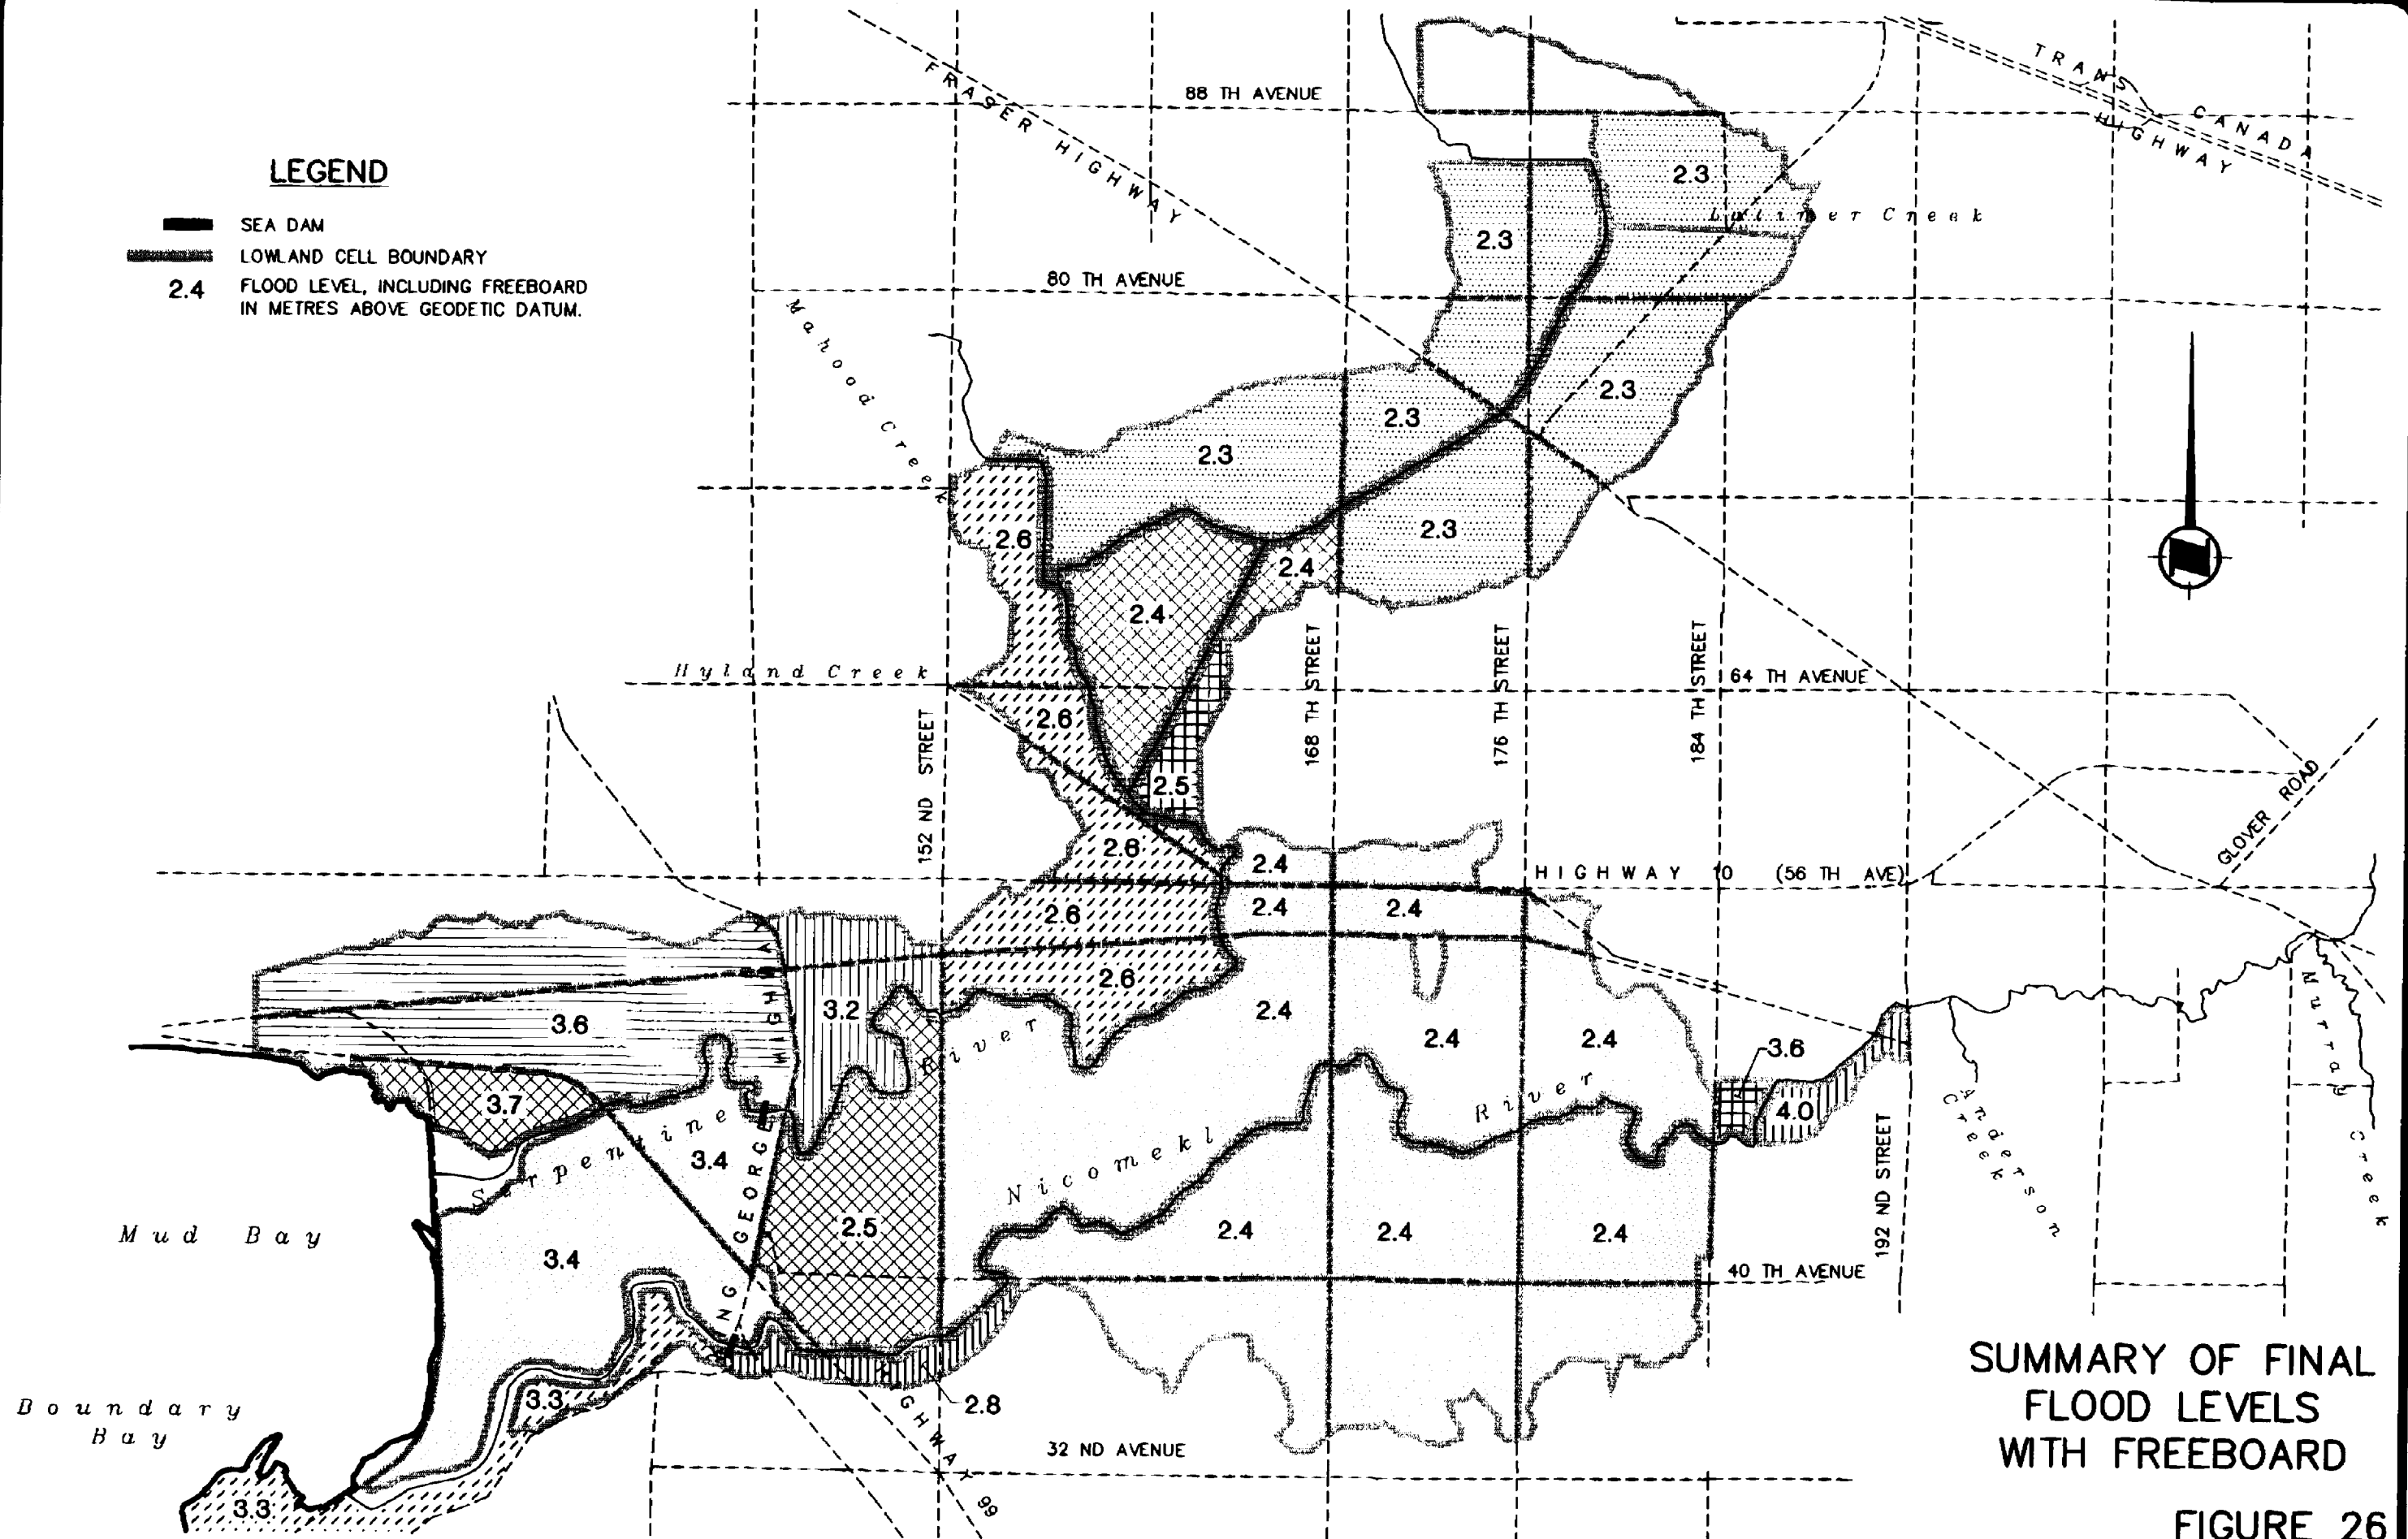 TRANS CANADA
HIGHWAY
FRASER HIGHWAY
88 TH AVENUE
LEGEND
SEA DAM
LOWLAND CELL BOUNDARY
2.4 FLOOD LEVEL, INCLUDING FREEBOARD
IN METRES ABOVE GEODETIC DATUM.
2.3
Latimer Creek
2.3
80 TH AVENUE
Mahood Creek
2.3
2.3
2.3
2.3
2.6
2.4
2.4
Hyland Creek
64 TH AVENUE
152 ND STREET
168 TH STREET
176 TH STREET
184 TH STREET
2.6
2.5
GLOVER ROAD
2.6
2.4
HIGHWAY 10 (56 TH AVE)
2.6
2.4
2.4
2.6
3.6
3.2
2.4
2.4
2.4
3.6
River
HIGHWAY
Murray Creek
3.7
4.0
Serpentine
3.4
River
Anderson
Creek
192 ND STREET
KING GEORGE
Nicomekl
Mud Bay
3.4
2.5
2.4
2.4
2.4
40 TH AVENUE
3.3
2.8
Boundary
Bay
HIGHWAY 99
32 ND AVENUE
3.3
SUMMARY OF FINAL
FLOOD LEVELS
WITH FREEBOARD
FIGURE 26